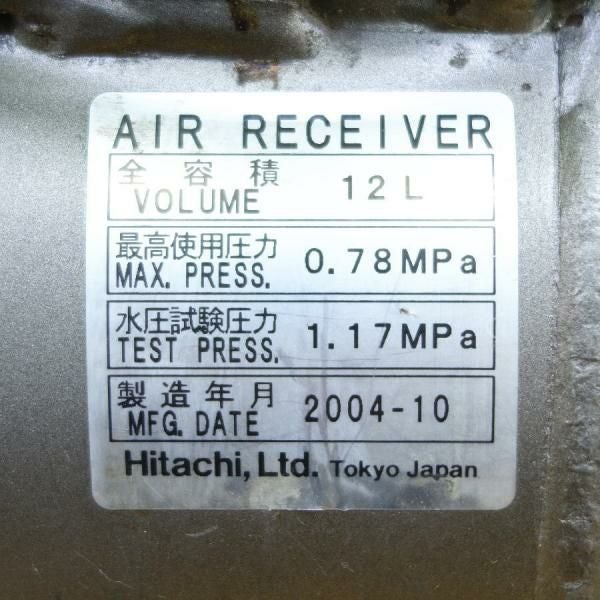 AIR RECEIVER
全容積
VOLUME
12L
最高使用圧力
MAX. PRESS.
0.78MPa
水圧試験圧力
TEST PRESS.
1.17MPa
製造年月
MFG. DATE
2004-10
Hitachi, Ltd. Tokyo Japan